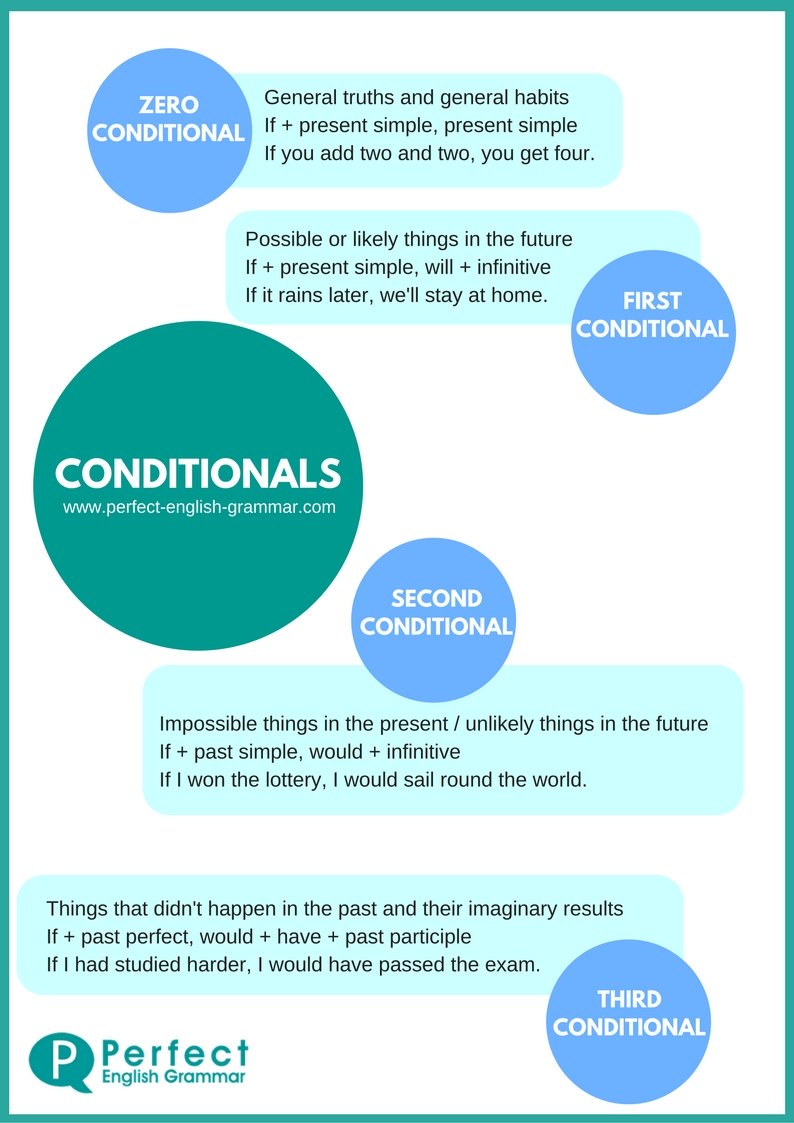 ZERO
CONDITIONAL
General truths and general habits
If + present simple, present simple
If you add two and two, you get four.
Possible or likely things in the future
If + present simple, will + infinitive
If it rains later, we'll stay at home.
FIRST
CONDITIONAL
CONDITIONALS
www.perfect-english-grammar.com
SECOND
CONDITIONAL
Impossible things in the present / unlikely things in the future
If + past simple, would + infinitive
If I won the lottery, I would sail round the world.
Things that didn't happen in the past and their imaginary results
If + past perfect, would + have + past participle
If I had studied harder, I would have passed the exam.
THIRD
CONDITIONAL
P
Perfect
English Grammar